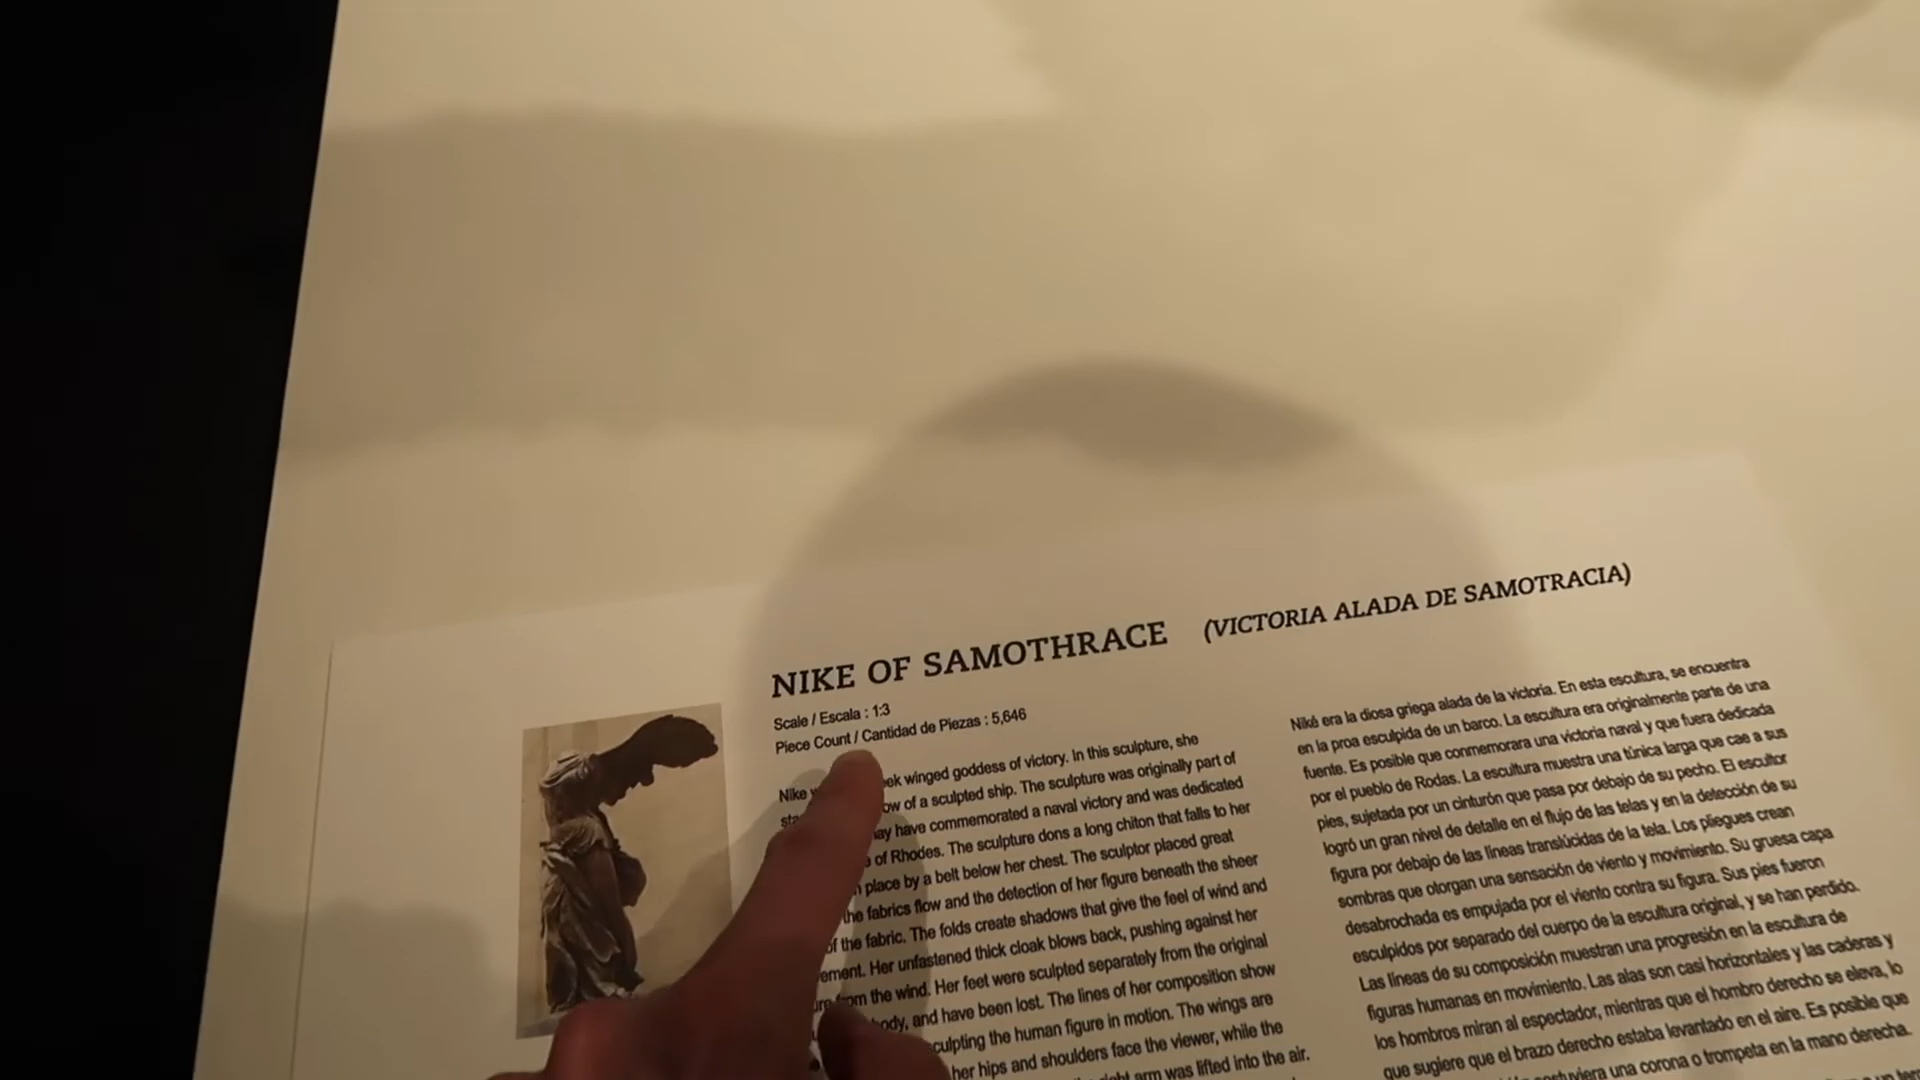 NIKE OF SAMOTHRACE (VICTORIA ALADA DE SAMOTRACIA)
Scale / Escala : 1:3
Piece Count / Cantidad de Piezas : 5,646
Nike winged goddess of victory. In this sculpture, she
of a sculpted ship. The sculpture was originally part of
may have commemorated a naval victory and was dedicated
of Rhodes. The sculpture dons a long chiton that falls to her
place by a belt below her chest. The sculptor placed great
the fabrics flow and the detection of her figure beneath the sheer
of the fabric. The folds create shadows that give the feel of wind and
Her unfastened thick cloak blows back, pushing against her
from the wind. Her feet were sculpted separately from the original
body, and have been lost. The lines of her composition show
sculpting the human figure in motion. The wings are
her hips and shoulders face the viewer, while the
right arm was lifted into the air.
Niké era la diosa griega alada de la victoria. En esta escultura, se encuentra
en la proa esculpida de un barco. La escultura era originalmente parte de una
fuente. Es posible que conmemorara una victoria naval y que fuera dedicada
por el pueblo de Rodas. La escultura muestra una túnica larga que cae a sus
pies, sujetada por un cinturón que pasa por debajo de su pecho. El escultor
logró un gran nivel de detalle en el flujo de las telas y en la detección de su
figura por debajo de las líneas translúcidas de la tela. Los pliegues crean
sombras que otorgan una sensación de viento y movimiento. Su gruesa capa
desabrochada es empujada por el viento contra su figura. Sus pies fueron
esculpidos por separado del cuerpo de la escultura original, y se han perdido.
Las líneas de su composición muestran una progresión en la escultura de
figuras humanas en movimiento. Las alas son casi horizontales y las caderas y
los hombros miran al espectador, mientras que el hombro derecho se eleva, lo
que sugiere que el brazo derecho estaba levantado en el aire. Es posible que
una corona o trompeta en la mano derecha.